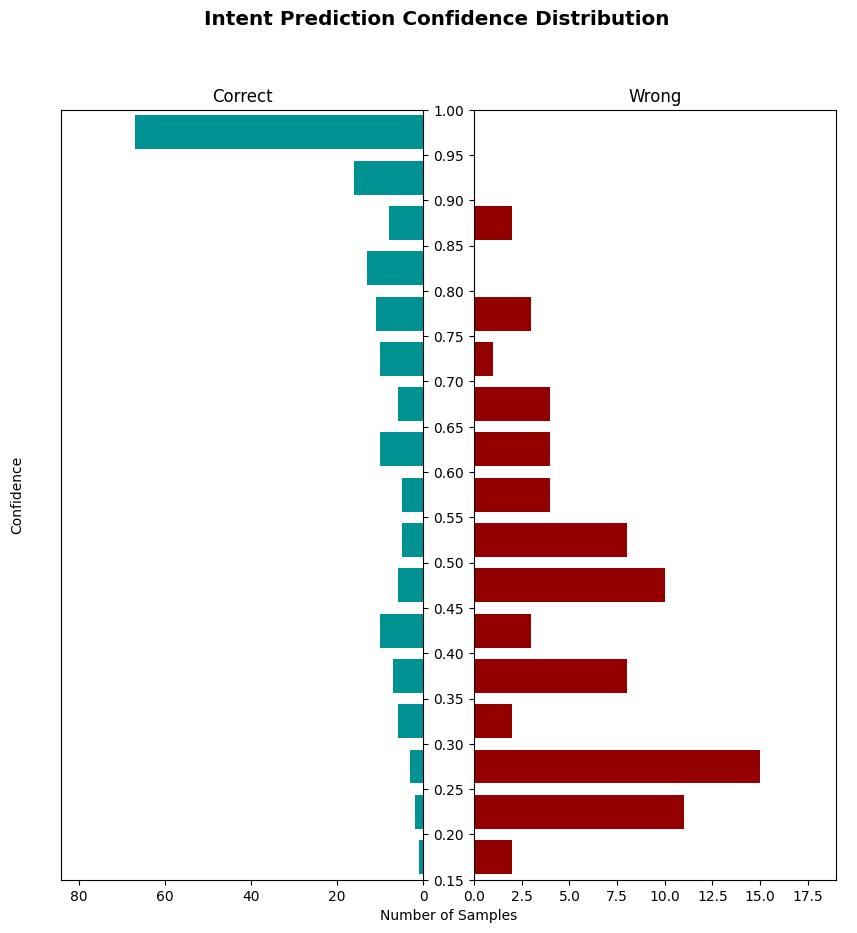 Intent Prediction Confidence Distribution
Correct
Wrong
1.00
0.95
0.90
0.85
0.80
0.75
0.70
0.65
0.60
0.55
0.50
0.45
0.40
0.35
0.30
0.25
0.20
0.15
Confidence
80 60 40 20 0
0.0 2.5 5.0 7.5 10.0 12.5 15.0 17.5
Number of Samples